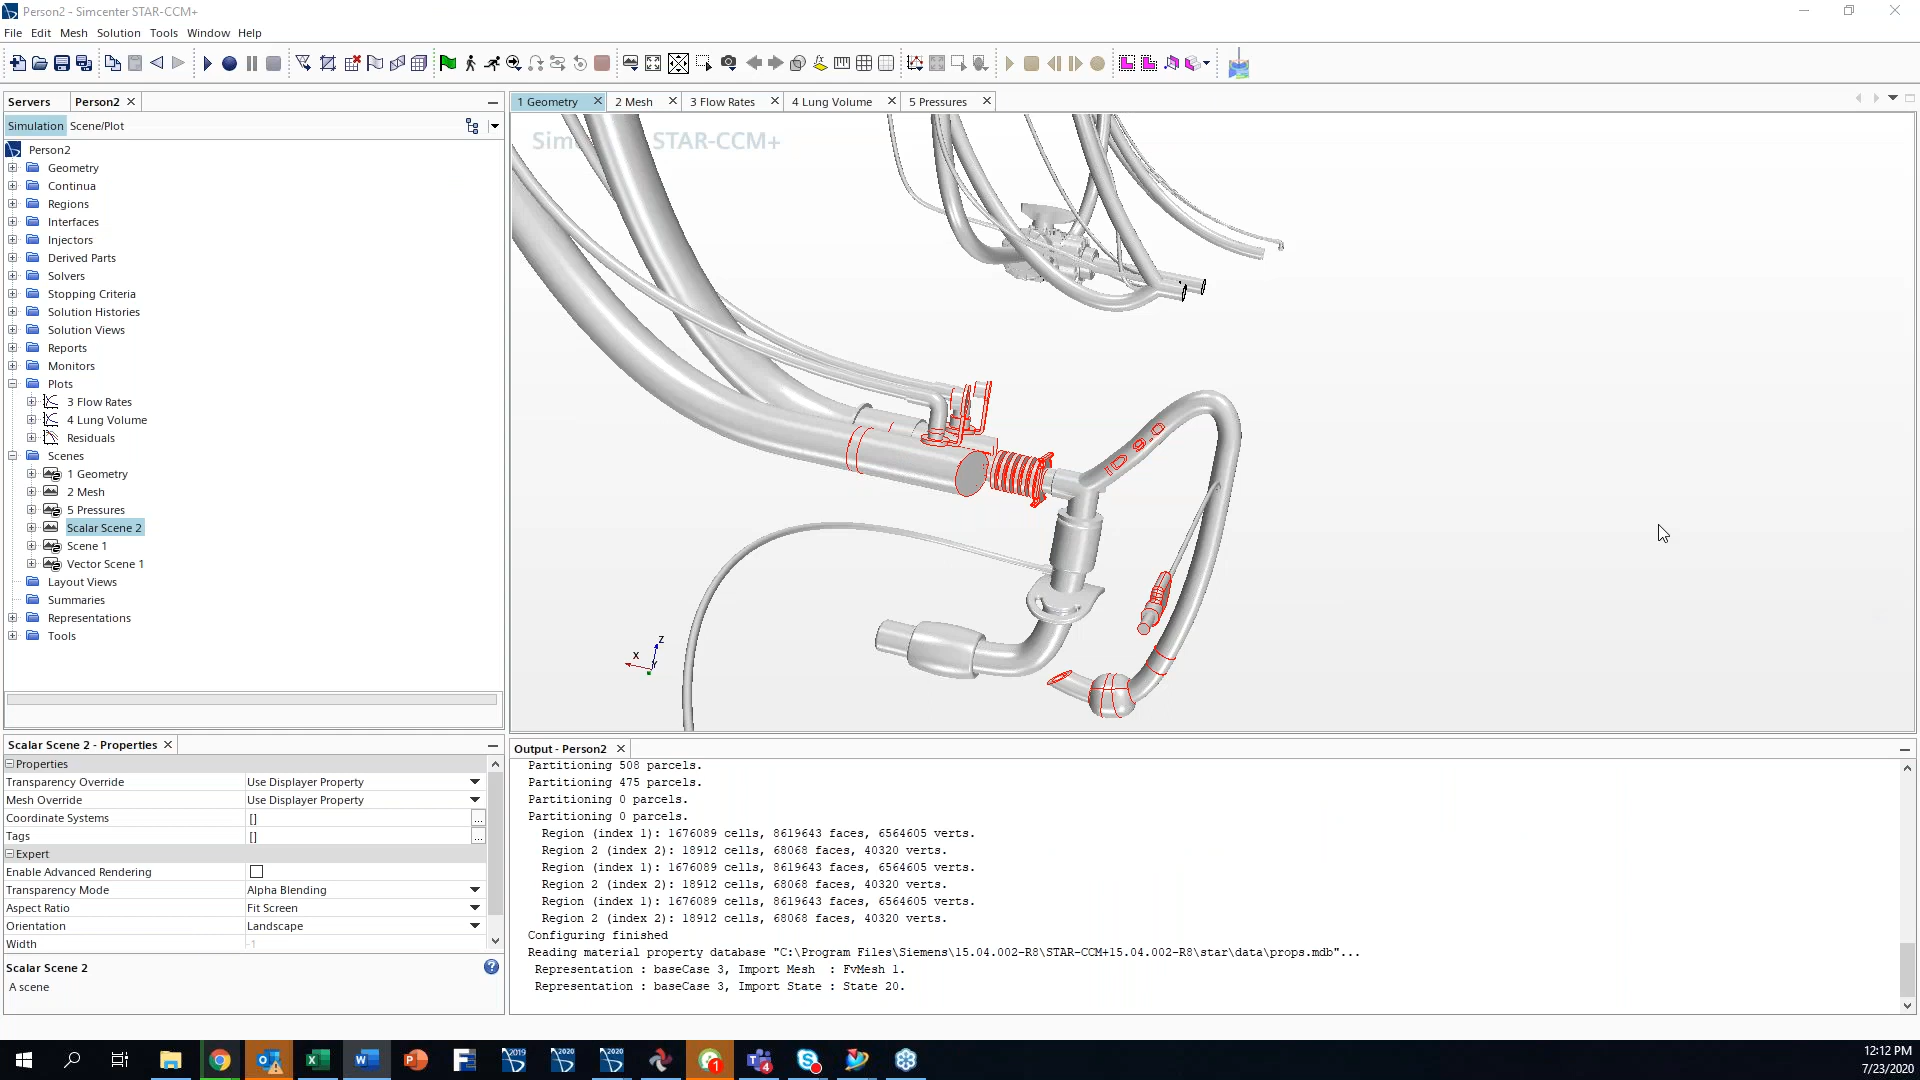 Person2 - Simcenter STAR-CCM+
File Edit Mesh Solution Tools Window Help
Servers Person2
Simulation Scene/Plot
Person2
Geometry
Continua
Regions
Interfaces
Injectors
Derived Parts
Solvers
Stopping Criteria
Solution Histories
Solution Views
Reports
Monitors
Plots
3 Flow Rates
4 Lung Volume
Residuals
Scenes
1 Geometry
2 Mesh
5 Pressures
Scalar Scene 2
Scene 1
Vector Scene 1
Layout Views
Summaries
Representations
Tools
Scalar Scene 2 - Properties
Properties
Transparency Override Use Displayer Property
Mesh Override Use Displayer Property
Coordinate Systems [] ...
Tags [] ...
Expert
Enable Advanced Rendering
Transparency Mode Alpha Blending
Aspect Ratio Fit Screen
Orientation Landscape
Width -1
Scalar Scene 2
A scene
1 Geometry 2 Mesh 3 Flow Rates 4 Lung Volume 5 Pressures
STAR-CCM+
ID 9.0
Z
X
Y
Output - Person2
Partitioning 508 parcels.
Partitioning 475 parcels.
Partitioning 0 parcels.
Partitioning 0 parcels.
Region (index 1): 1676089 cells, 8619643 faces, 6564605 verts.
Region 2 (index 2): 18912 cells, 68068 faces, 40320 verts.
Region (index 1): 1676089 cells, 8619643 faces, 6564605 verts.
Region 2 (index 2): 18912 cells, 68068 faces, 40320 verts.
Region (index 1): 1676089 cells, 8619643 faces, 6564605 verts.
Region 2 (index 2): 18912 cells, 68068 faces, 40320 verts.
Configuring finished
Reading material property database "C:\Program Files\Siemens\15.04.002-R8\STAR-CCM+15.04.002-R8\star\data\props.mdb"...
Representation : baseCase 3, Import Mesh : FvMesh 1.
Representation : baseCase 3, Import State : State 20.
2019 2020 2020
1
4
12:12 PM
7/23/2020